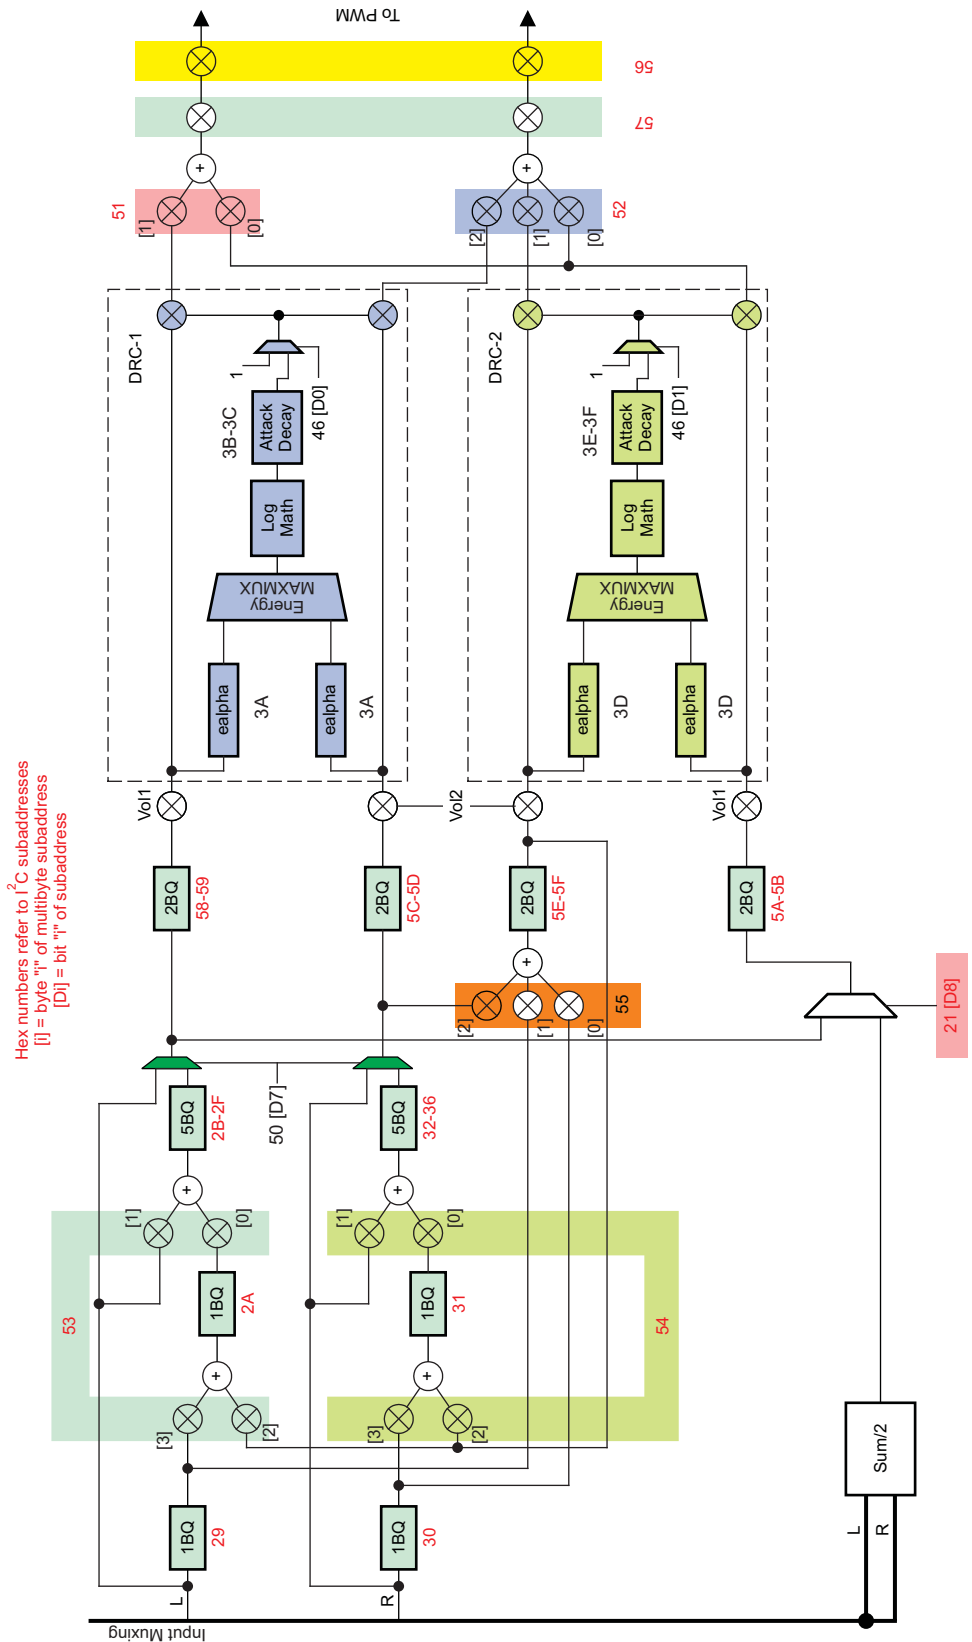 Hex numbers refer to I²C subaddresses
[i] = byte "i" of multibyte subaddress
[Di] = bit "i" of subaddress
Input Muxing
L
R
1BQ
29
1BQ
30
53
[3]
[2]
1BQ
2A
[1]
[0]
54
[3]
[2]
1BQ
31
[1]
[0]
+
+
+
+
5BQ
2B-2F
50 [D7]
5BQ
32-36
L
R
Sum/2
21 [D8]
[2]
[1]
[0]
55
+
2BQ
58-59
2BQ
5C-5D
2BQ
5E-5F
2BQ
5A-5B
Vol1
Vol2
Vol1
DRC-1
ealpha
3A
ealpha
3A
Energy
MAXMUX
Log
Math
3B-3C
Attack
Decay
1
46 [D0]
DRC-2
ealpha
3D
ealpha
3D
Energy
MAXMUX
Log
Math
3E-3F
Attack
Decay
1
46 [D1]
51
[1]
[0]
52
[2]
[1]
[0]
+
+
57
56
To PWM